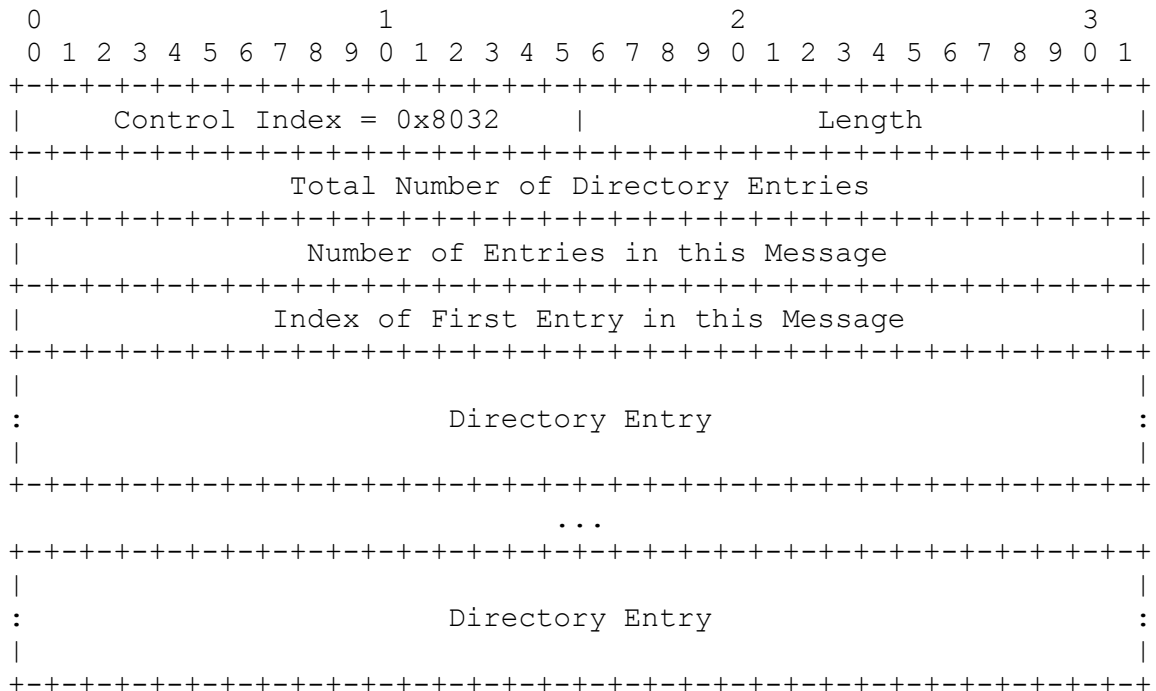 0                   1                   2                   3
 0 1 2 3 4 5 6 7 8 9 0 1 2 3 4 5 6 7 8 9 0 1 2 3 4 5 6 7 8 9 0 1
+-+-+-+-+-+-+-+-+-+-+-+-+-+-+-+-+-+-+-+-+-+-+-+-+-+-+-+-+-+-+-+-+
|     Control Index = 0x8032    |             Length            |
+-+-+-+-+-+-+-+-+-+-+-+-+-+-+-+-+-+-+-+-+-+-+-+-+-+-+-+-+-+-+-+-+
|               Total Number of Directory Entries               |
+-+-+-+-+-+-+-+-+-+-+-+-+-+-+-+-+-+-+-+-+-+-+-+-+-+-+-+-+-+-+-+-+
|                Number of Entries in this Message              |
+-+-+-+-+-+-+-+-+-+-+-+-+-+-+-+-+-+-+-+-+-+-+-+-+-+-+-+-+-+-+-+-+
|              Index of First Entry in this Message             |
+-+-+-+-+-+-+-+-+-+-+-+-+-+-+-+-+-+-+-+-+-+-+-+-+-+-+-+-+-+-+-+-+
|                                                               |
:                        Directory Entry                        :
|                                                               |
+-+-+-+-+-+-+-+-+-+-+-+-+-+-+-+-+-+-+-+-+-+-+-+-+-+-+-+-+-+-+-+-+
                               ...
+-+-+-+-+-+-+-+-+-+-+-+-+-+-+-+-+-+-+-+-+-+-+-+-+-+-+-+-+-+-+-+-+
|                                                               |
:                        Directory Entry                        :
|                                                               |
+-+-+-+-+-+-+-+-+-+-+-+-+-+-+-+-+-+-+-+-+-+-+-+-+-+-+-+-+-+-+-+-+